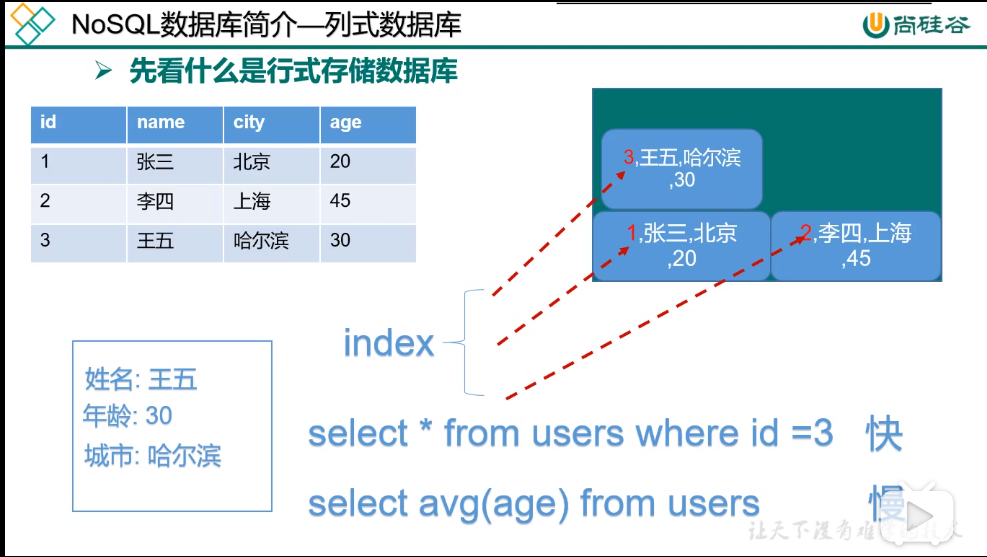 NoSQL数据库简介—列式数据库
尚硅谷
先看什么是行式存储数据库
id name city age
1 张三 北京 20
2 李四 上海 45
3 王五 哈尔滨 30
3,王五,哈尔滨
,30
1,张三,北京
,20
2,李四,上海
,45
index
姓名: 王五
年龄: 30
城市: 哈尔滨
select * from users where id =3 快
select avg(age) from users 慢
让天下没有难